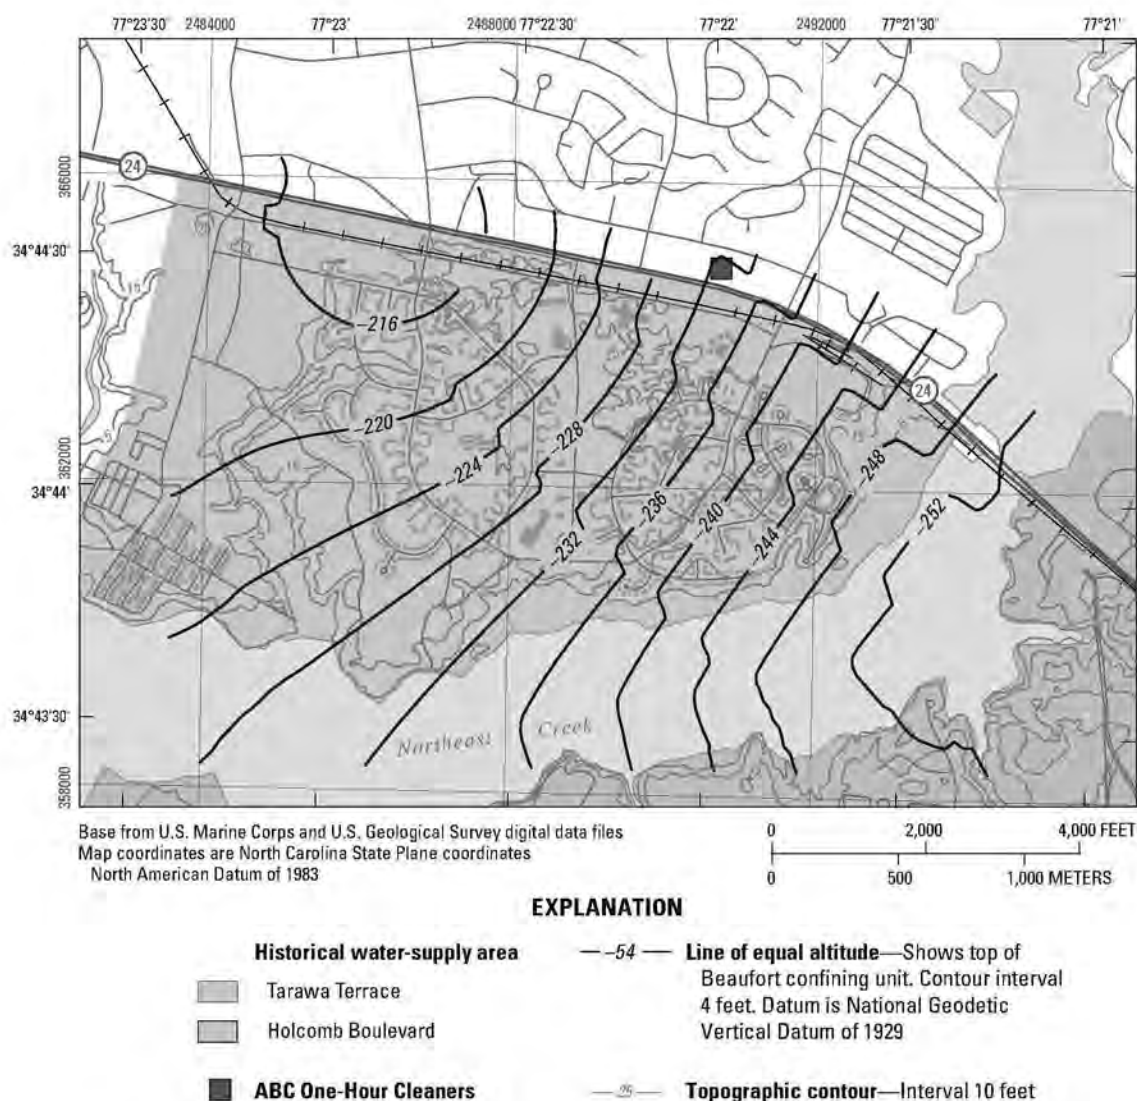 77°23'30" 2484000 77°23' 2488000 77°22'30" 77°22' 2492000 77°21'30" 77°21'
366000
24
34°44'30"
15
-216
24
-220
-228
-224
-248
362000
34°44'
-236
-252
-240
-232
-244
34°43'30"
Northeast Creek
358000
Base from U.S. Marine Corps and U.S. Geological Survey digital data files
Map coordinates are North Carolina State Plane coordinates
North American Datum of 1983
0 2,000 4,000 FEET
0 500 1,000 METERS
EXPLANATION
Historical water-supply area
Tarawa Terrace
Holcomb Boulevard
ABC One-Hour Cleaners
-54 Line of equal altitude—Shows top of
Beaufort confining unit. Contour interval
4 feet. Datum is National Geodetic
Vertical Datum of 1929
25 Topographic contour—Interval 10 feet